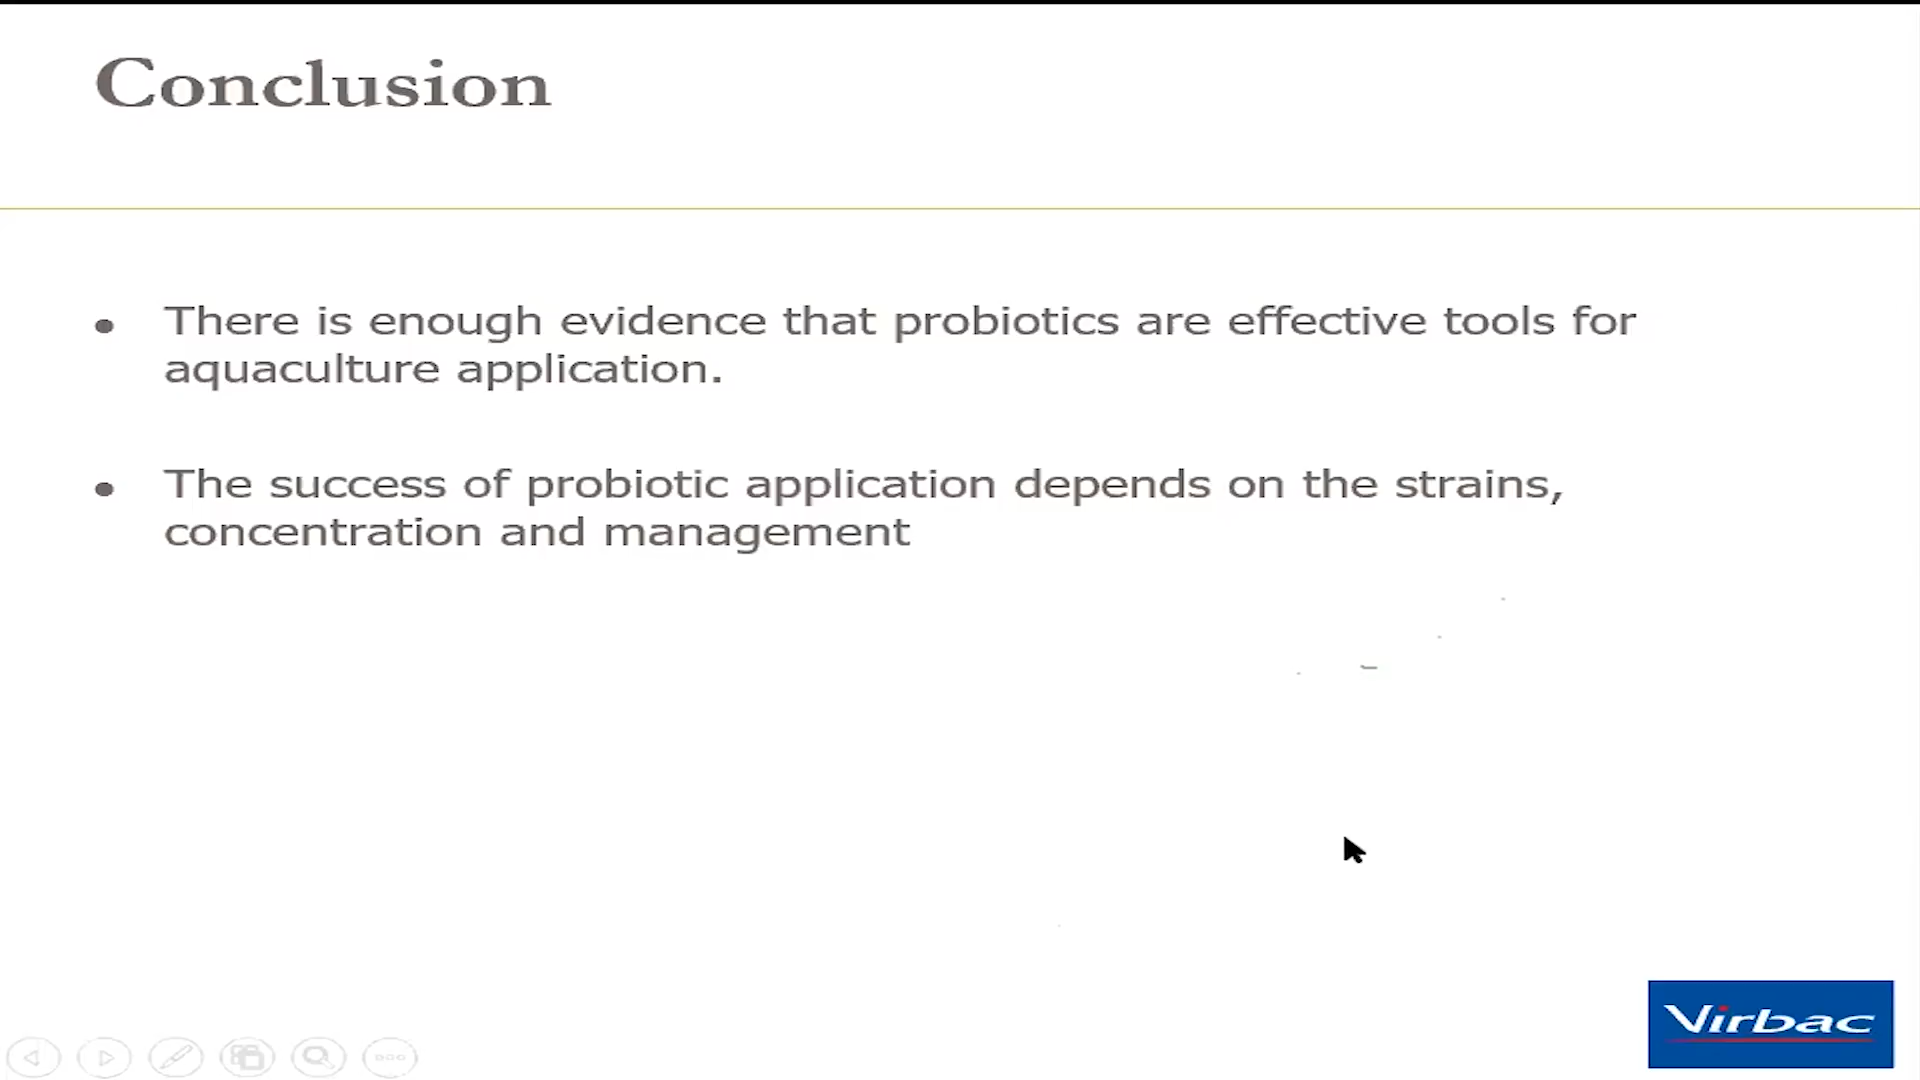 Conclusion
• There is enough evidence that probiotics are effective tools for
aquaculture application.
• The success of probiotic application depends on the strains,
concentration and management
Virbac